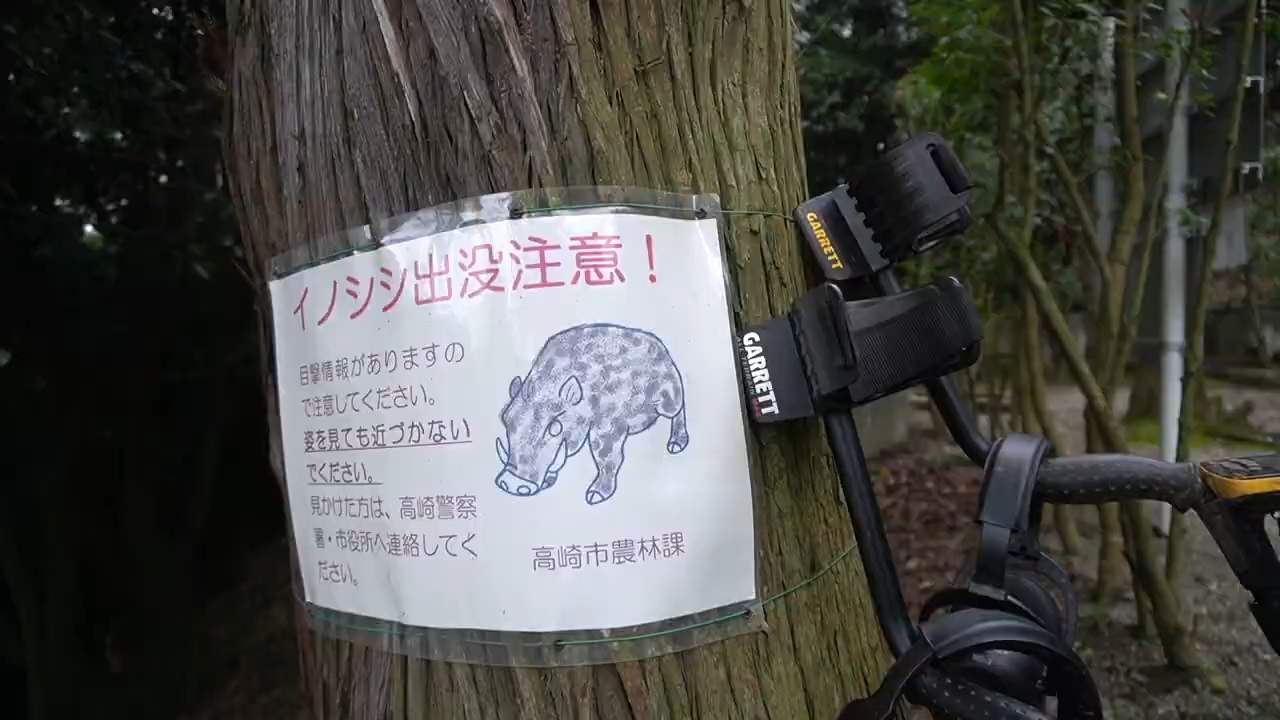 イノシシ出没注意！
目撃情報がありますの
で注意してください。
姿を見ても近づかない
でください。
見かけた方は、高崎警察
署・市役所へ連絡してく
ださい。
高崎市農林課
GARRETT
GARRETT